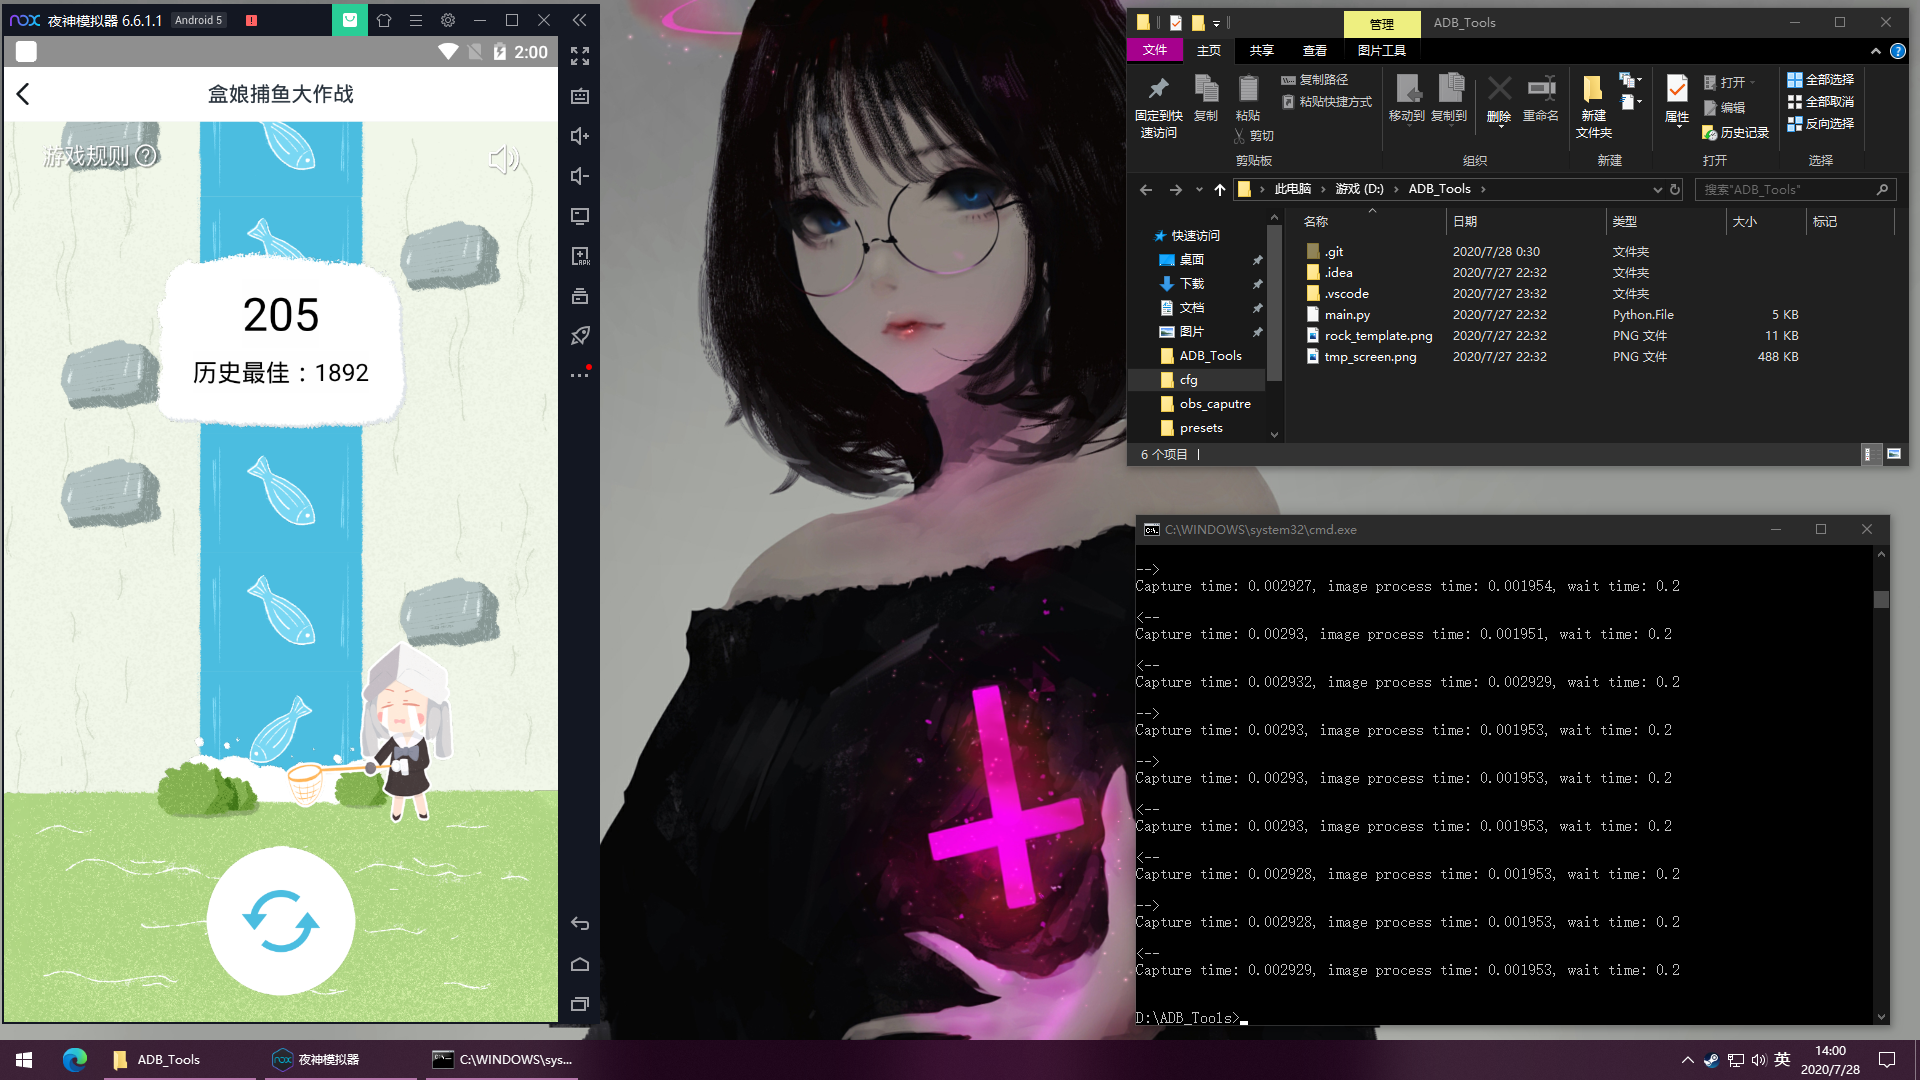 nox 夜神模拟器 6.6.1.1 Android 5
2:00
盒娘捕鱼大作战
游戏规则 ?
205
历史最佳：1892
APK
管理
ADB_Tools
文件
主页
共享
查看
图片工具
固定到快
速访问
复制
粘贴
复制路径
粘贴快捷方式
剪切
剪贴板
移动到
复制到
删除
重命名
组织
新建
文件夹
新建
属性
打开
编辑
历史记录
打开
全部选择
全部取消
反向选择
选择
此电脑 › 游戏 (D:) › ADB_Tools ›
搜索"ADB_Tools"
快速访问
桌面
下载
文档
图片
ADB_Tools
cfg
obs_caputre
presets
名称 日期 类型 大小 标记
.git 2020/7/28 0:30 文件夹
.idea 2020/7/27 22:32 文件夹
.vscode 2020/7/27 23:32 文件夹
main.py 2020/7/27 22:32 Python.File 5 KB
rock_template.png 2020/7/27 22:32 PNG 文件 11 KB
tmp_screen.png 2020/7/27 22:32 PNG 文件 488 KB
6 个项目
C:\WINDOWS\system32\cmd.exe
-->
Capture time: 0.002927, image process time: 0.001954, wait time: 0.2
<--
Capture time: 0.00293, image process time: 0.001951, wait time: 0.2
<--
Capture time: 0.002932, image process time: 0.002929, wait time: 0.2
-->
Capture time: 0.00293, image process time: 0.001953, wait time: 0.2
-->
Capture time: 0.00293, image process time: 0.001953, wait time: 0.2
<--
Capture time: 0.00293, image process time: 0.001953, wait time: 0.2
<--
Capture time: 0.002928, image process time: 0.001953, wait time: 0.2
-->
Capture time: 0.002928, image process time: 0.001953, wait time: 0.2
<--
Capture time: 0.002929, image process time: 0.001953, wait time: 0.2
D:\ADB_Tools>
ADB_Tools
nox 夜神模拟器
C:\WINDOWS\sys...
英
14:00
2020/7/28